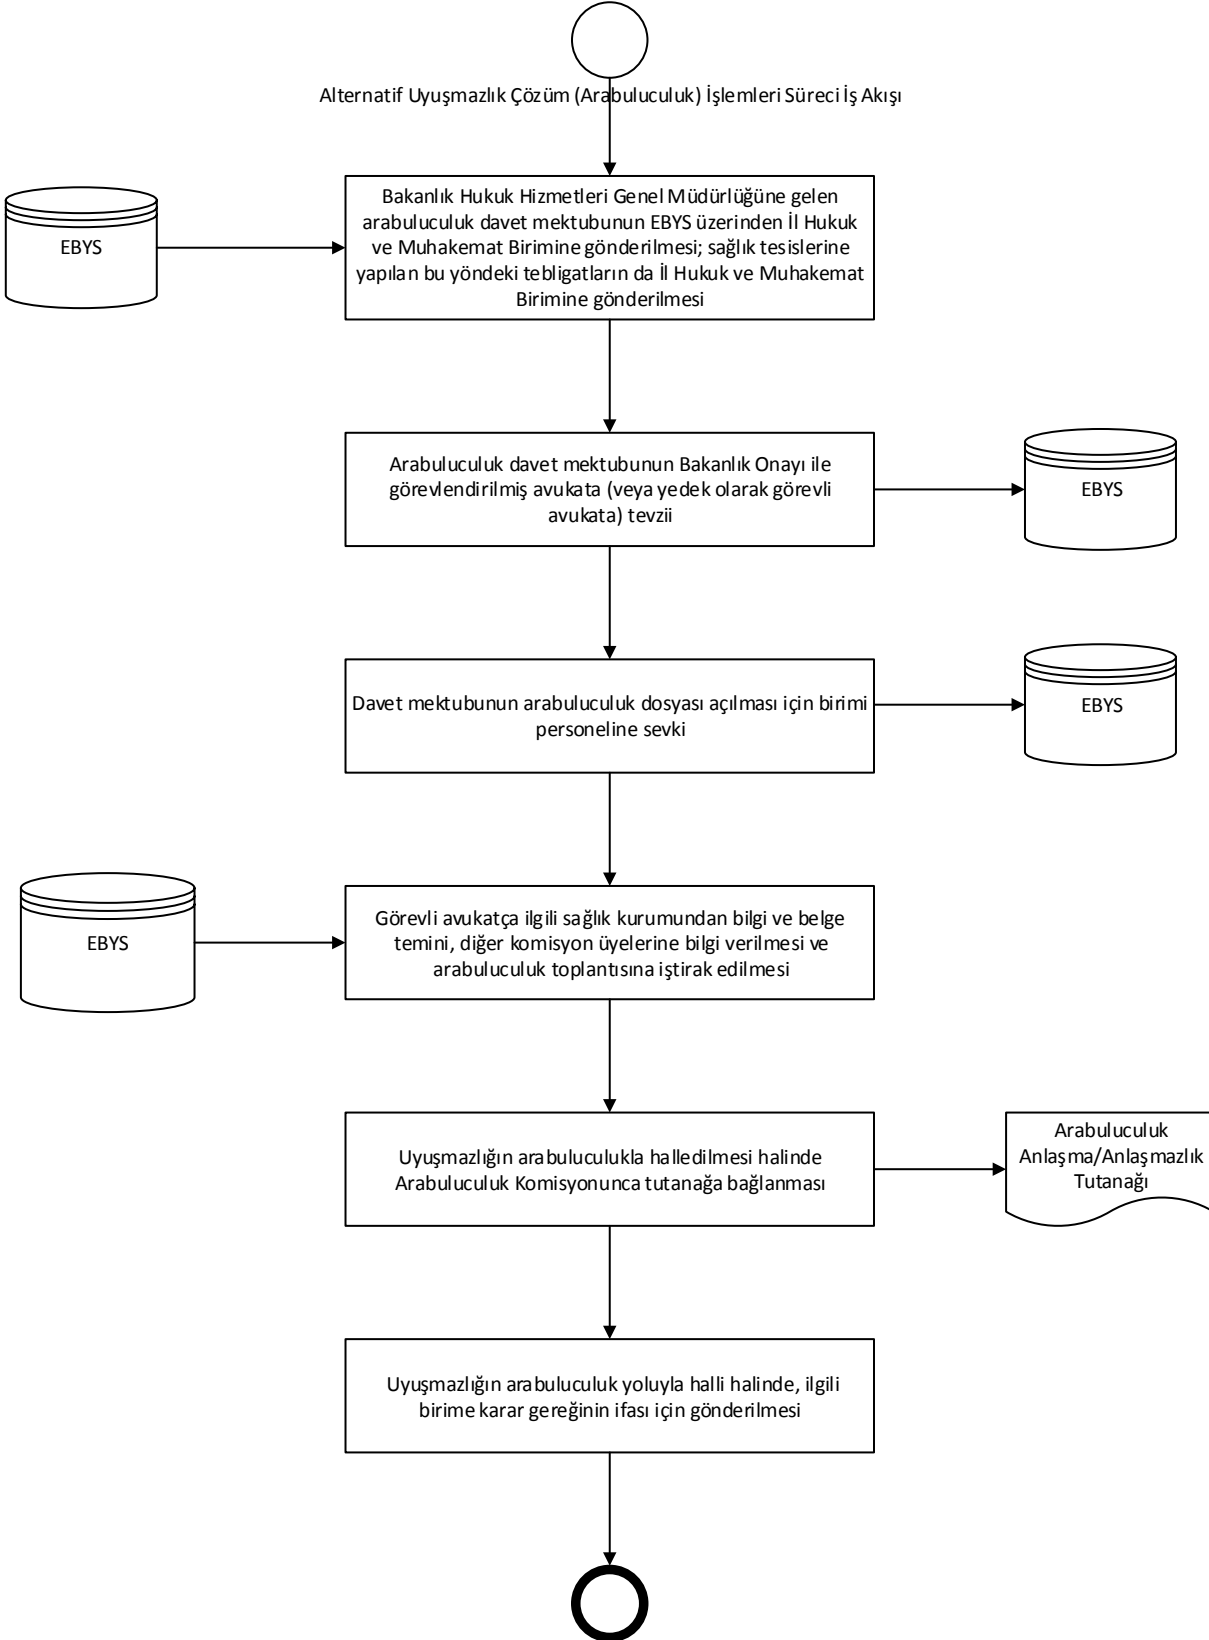 Alternatif Uyuşmazlık Çözüm (Arabuluculuk) İşlemleri Süreci İş Akışı
EBYS
Bakanlık Hukuk Hizmetleri Genel Müdürlüğüne gelen
arabuluculuk davet mektubunun EBYS üzerinden İl Hukuk
ve Muhakemat Birimine gönderilmesi; sağlık tesislerine
yapılan bu yöndeki tebligatların da İl Hukuk ve Muhakemat
Birimine gönderilmesi
Arabuluculuk davet mektubunun Bakanlık Onayı ile
görevlendirilmiş avukata (veya yedek olarak görevli
avukata) tevzii
EBYS
Davet mektubunun arabuluculuk dosyası açılması için birimi
personeline sevki
EBYS
EBYS
Görevli avukatça ilgili sağlık kurumundan bilgi ve belge
temini, diğer komisyon üyelerine bilgi verilmesi ve
arabuluculuk toplantısına iştirak edilmesi
Uyuşmazlığın arabuluculukla halledilmesi halinde
Arabuluculuk Komisyonunca tutanağa bağlanması
Arabuluculuk
Anlaşma/Anlaşmazlık
Tutanağı
Uyuşmazlığın arabuluculuk yoluyla halli halinde, ilgili
birime karar gereğinin ifası için gönderilmesi